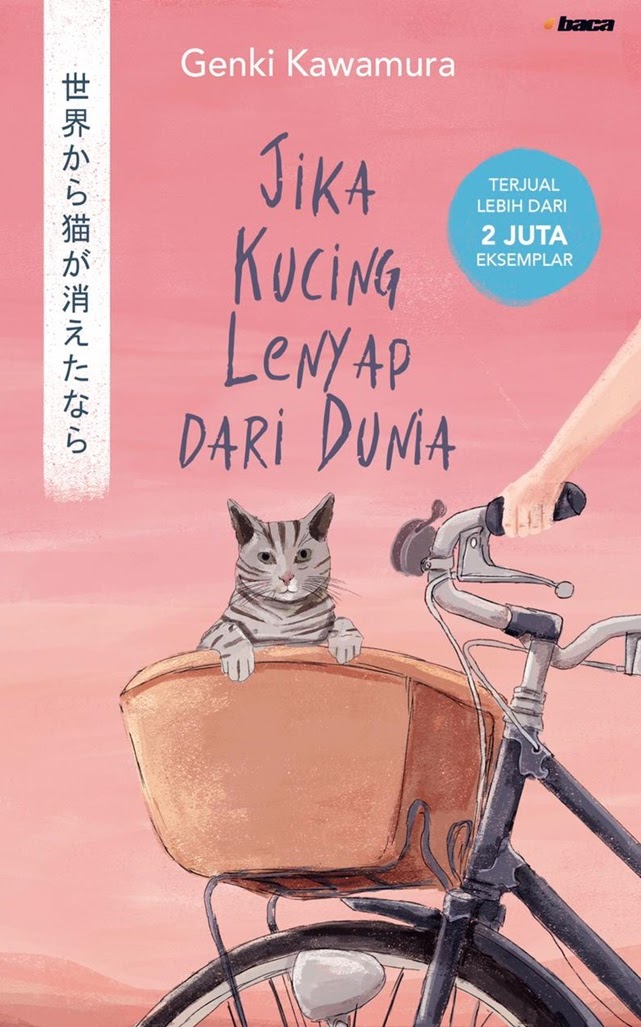 baca
Genki Kawamura
世界から猫が消えたなら
JiKA
KUCiNG
LeNYAP
DARi DUNiA
TERJUAL
LEBIH DARI
2 JUTA
EKSEMPLAR